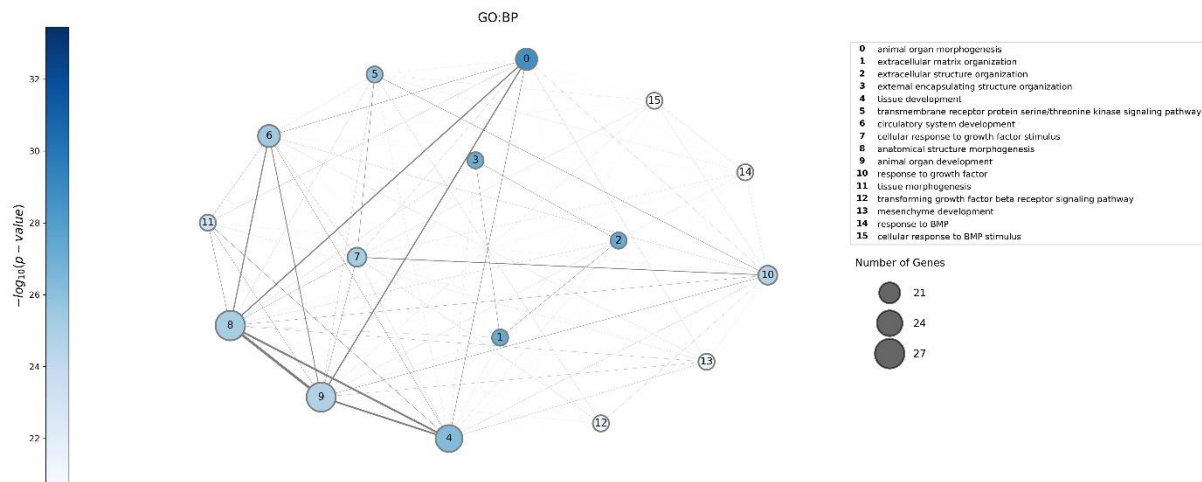 GO:BP
32
30
28
26
24
22
−log10(p − value)
0
15
5
6
3
14
11
2
7
10
8
1
13
9
12
4
0 animal organ morphogenesis
1 extracellular matrix organization
2 extracellular structure organization
3 external encapsulating structure organization
4 tissue development
5 transmembrane receptor protein serine/threonine kinase signaling pathway
6 circulatory system development
7 cellular response to growth factor stimulus
8 anatomical structure morphogenesis
9 animal organ development
10 response to growth factor
11 tissue morphogenesis
12 transforming growth factor beta receptor signaling pathway
13 mesenchyme development
14 response to BMP
15 cellular response to BMP stimulus
Number of Genes
21
24
27